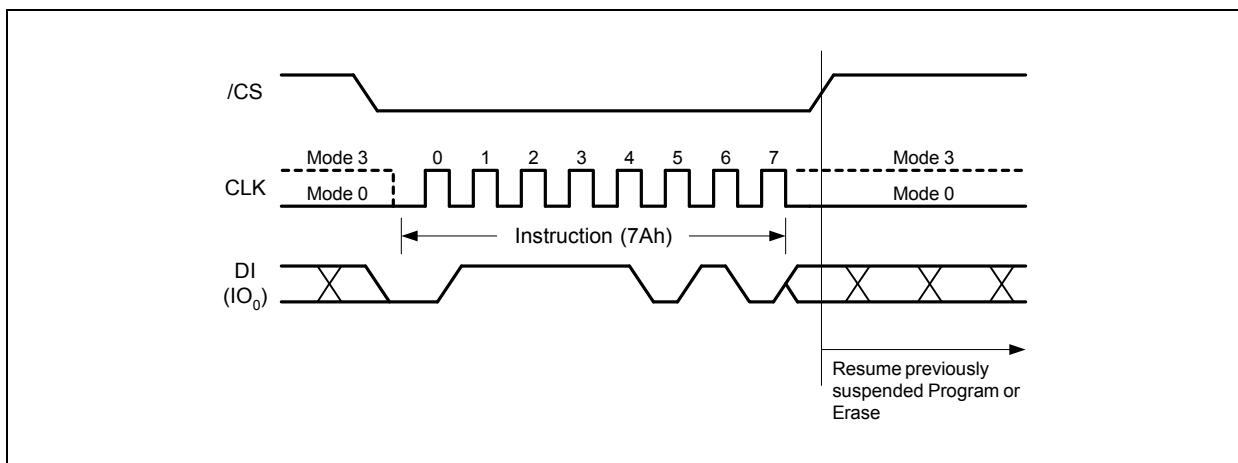 /CS
Mode 3 0 1 2 3 4 5 6 7 Mode 3
CLK
Mode 0 Mode 0
Instruction (7Ah)
DI
(IO0)
Resume previously
suspended Program or
Erase